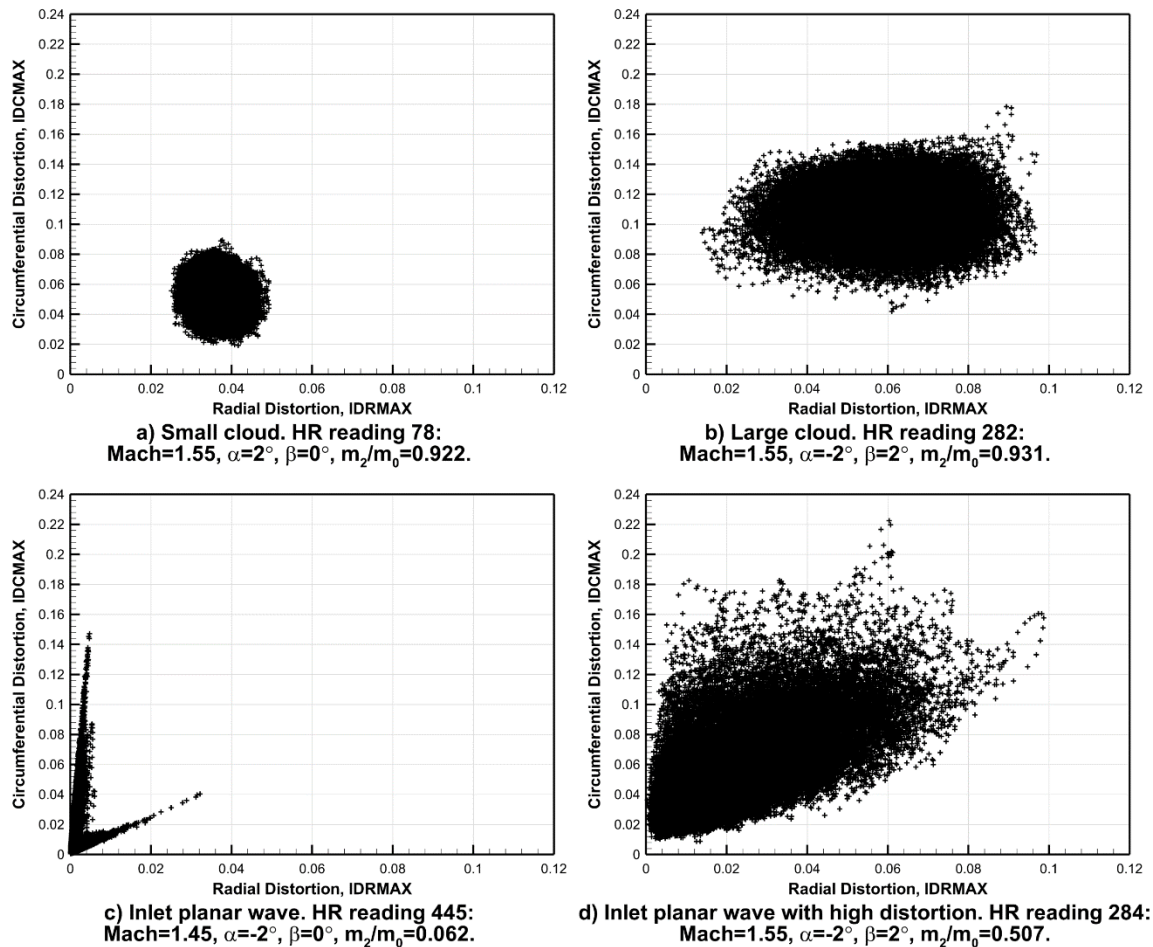 0.24
0.22
0.2
0.18
0.16
0.14
0.12
0.1
0.08
0.06
0.04
0.02
0
Circumferential Distortion, IDCMAX
0 0.02 0.04 0.06 0.08 0.1 0.12
Radial Distortion, IDRMAX
a) Small cloud. HR reading 78:
Mach=1.55, α=2°, β=0°, m₂/m₀=0.922.
0.24
0.22
0.2
0.18
0.16
0.14
0.12
0.1
0.08
0.06
0.04
0.02
0
Circumferential Distortion, IDCMAX
0 0.02 0.04 0.06 0.08 0.1 0.12
Radial Distortion, IDRMAX
b) Large cloud. HR reading 282:
Mach=1.55, α=-2°, β=2°, m₂/m₀=0.931.
0.24
0.22
0.2
0.18
0.16
0.14
0.12
0.1
0.08
0.06
0.04
0.02
0
Circumferential Distortion, IDCMAX
0 0.02 0.04 0.06 0.08 0.1 0.12
Radial Distortion, IDRMAX
c) Inlet planar wave. HR reading 445:
Mach=1.45, α=-2°, β=0°, m₂/m₀=0.062.
0.24
0.22
0.2
0.18
0.16
0.14
0.12
0.1
0.08
0.06
0.04
0.02
0
Circumferential Distortion, IDCMAX
0 0.02 0.04 0.06 0.08 0.1 0.12
Radial Distortion, IDRMAX
d) Inlet planar wave with high distortion. HR reading 284:
Mach=1.55, α=-2°, β=2°, m₂/m₀=0.507.